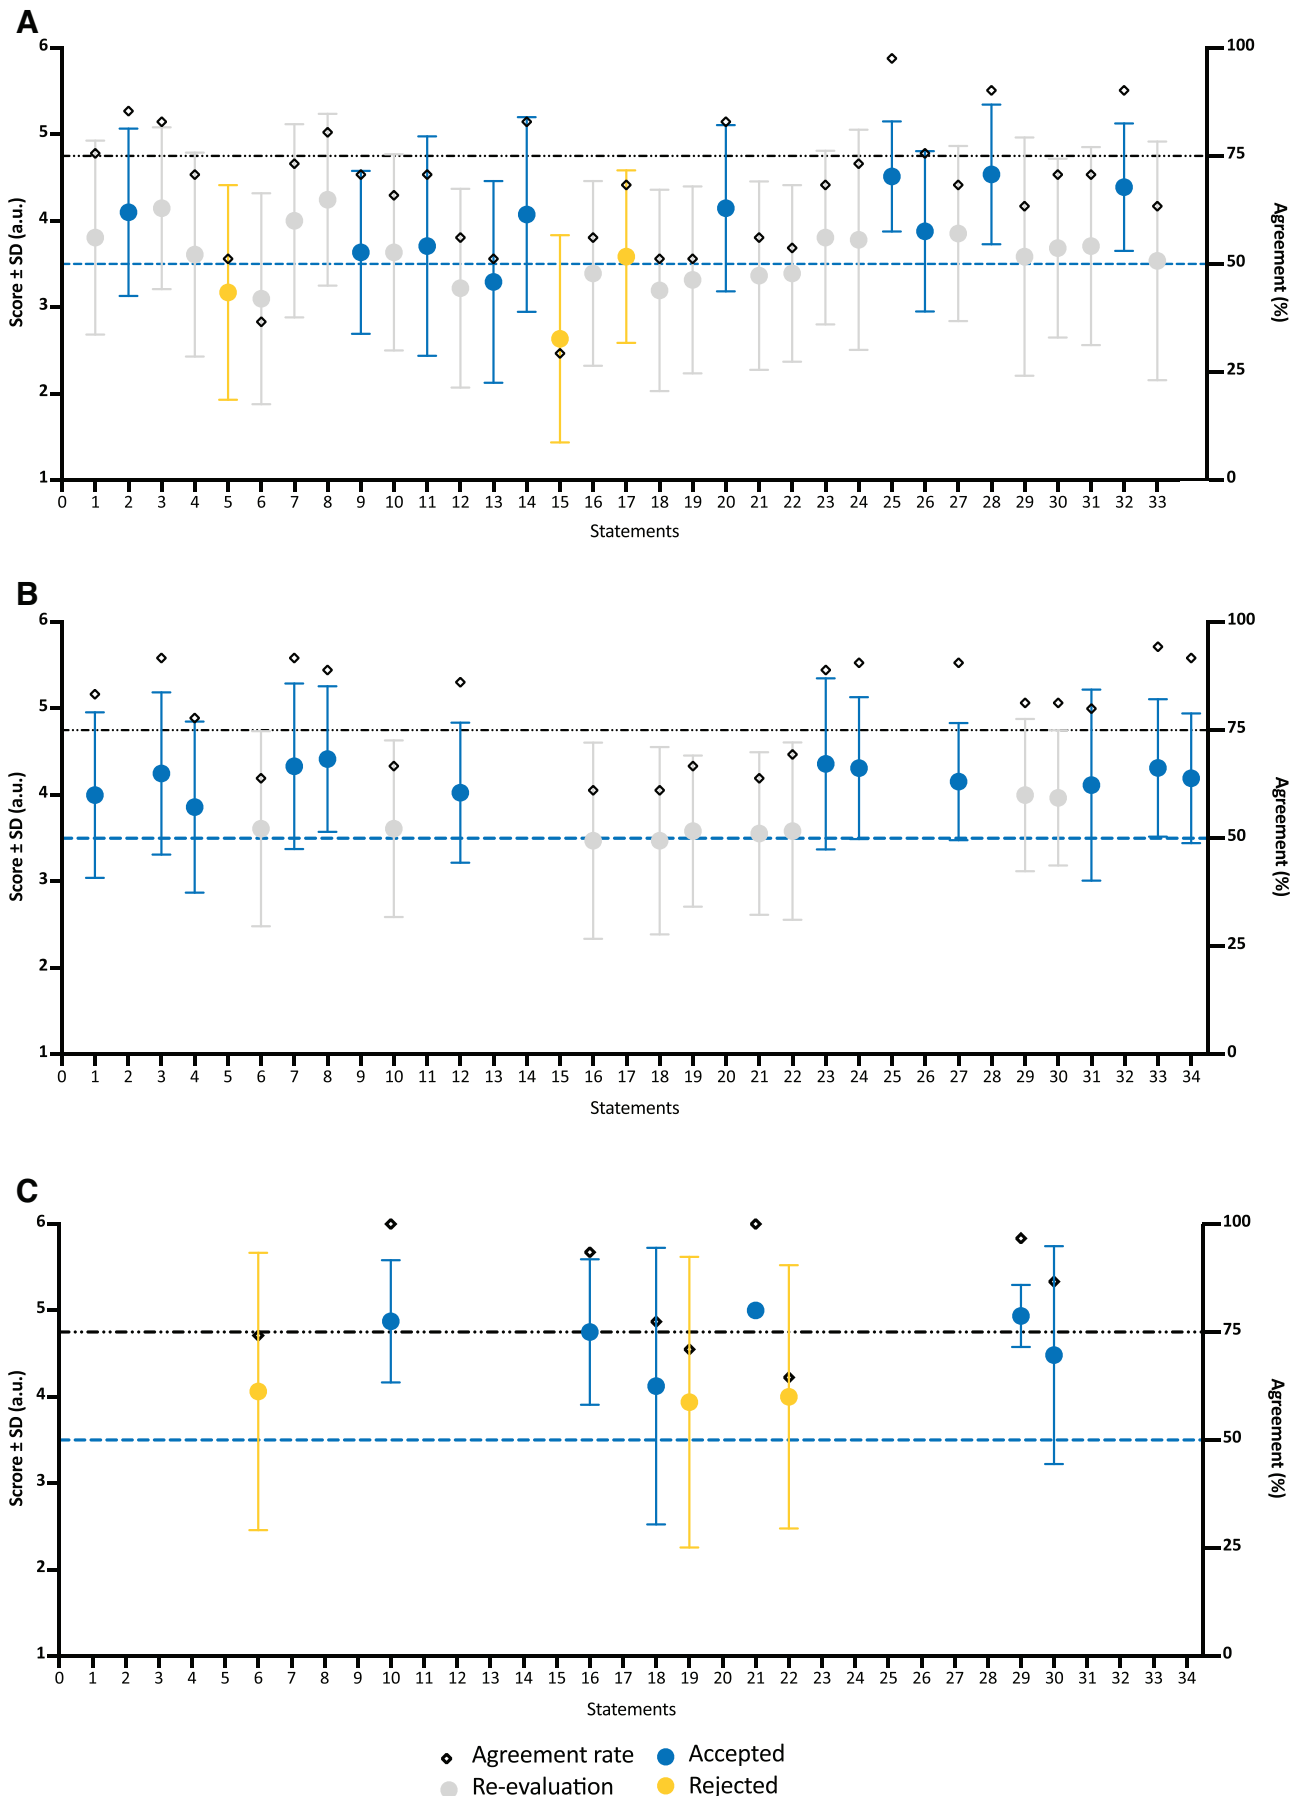 A
6
5
4
3
2
1
Score ± SD (a.u.)
100
75
50
25
0
Agreement (%)
0 1 2 3 4 5 6 7 8 9 10 11 12 13 14 15 16 17 18 19 20 21 22 23 24 25 26 27 28 29 30 31 32 33
Statements
B
6
5
4
3
2
1
Score ± SD (a.u.)
100
75
50
25
0
Agreement (%)
0 1 2 3 4 5 6 7 8 9 10 11 12 13 14 15 16 17 18 19 20 21 22 23 24 25 26 27 28 29 30 31 32 33 34
Statements
C
6
5
4
3
2
1
Scrore ± SD (a.u.)
100
75
50
25
0
Agreement (%)
0 1 2 3 4 5 6 7 8 9 10 11 12 13 14 15 16 17 18 19 20 21 22 23 24 25 26 27 28 29 30 31 32 33 34
Statements
Agreement rate Accepted
Re-evaluation Rejected